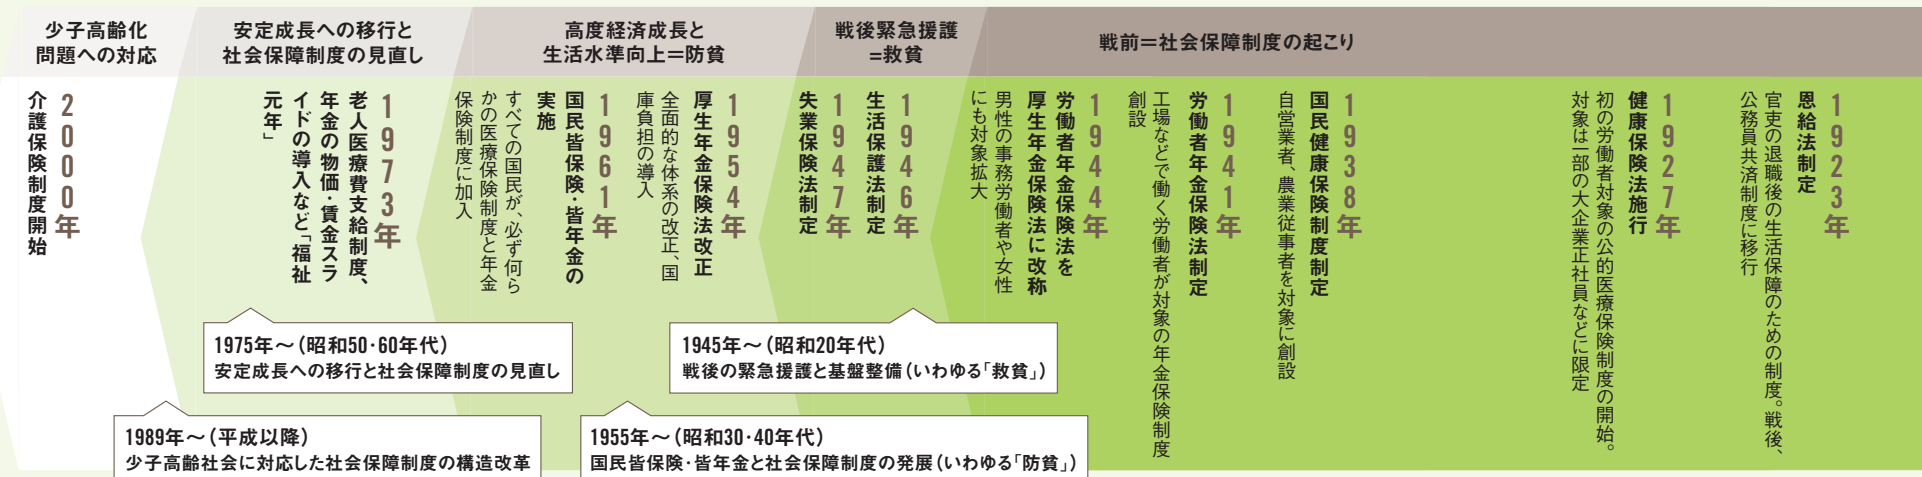 戦前＝社会保障制度の起こり
1923年
恩給法制定
官吏の退職後の生活保障のための制度。戦後、
公務員共済制度に移行
1927年
健康保険法施行
初の労働者対象の公的医療保険制度の開始。
対象は一部の大企業正社員などに限定
1938年
国民健康保険制度制定
自営業者、農業従事者を対象に創設
1941年
労働者年金保険法制定
工場などで働く労働者が対象の年金保険制度
創設
1944年
労働者年金保険法を
厚生年金保険法に改称
男性の事務労働者や女性
にも対象拡大
戦後緊急援護
=救貧
1946年
生活保護法制定
1947年
失業保険法制定
高度経済成長と
生活水準向上＝防貧
1954年
厚生年金保険法改正
全面的な体系の改正、国
庫負担の導入
1961年
国民皆保険・皆年金の
実施
すべての国民が、必ず何ら
かの医療保険制度と年金
保険制度に加入
安定成長への移行と
社会保障制度の見直し
1973年
老人医療費支給制度、
年金の物価・賃金スラ
イドの導入など「福祉
元年」
少子高齢化
問題への対応
2000年
介護保険制度開始
1945年～（昭和20年代）
戦後の緊急援護と基盤整備（いわゆる「救貧」）
1955年～（昭和30・40年代）
国民皆保険・皆年金と社会保障制度の発展（いわゆる「防貧」）
1975年～（昭和50・60年代）
安定成長への移行と社会保障制度の見直し
1989年～（平成以降）
少子高齢社会に対応した社会保障制度の構造改革